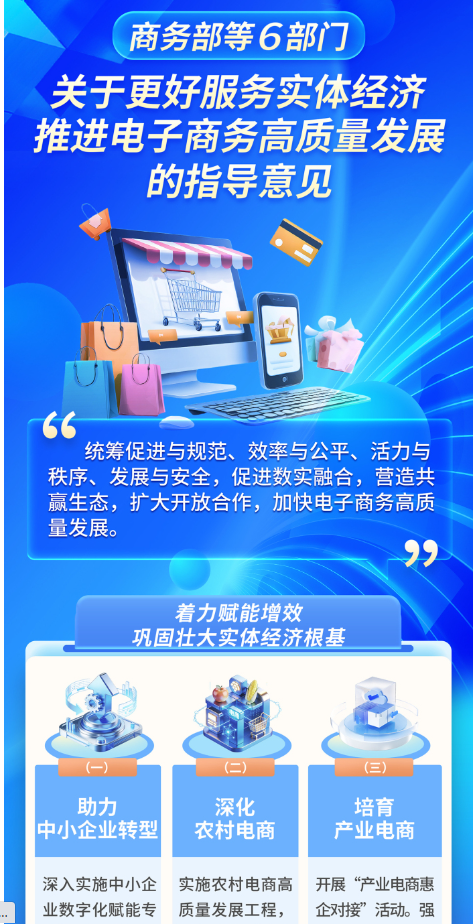 商务部等6部门
关于更好服务实体经济
推进电子商务高质量发展
的指导意见
“
统筹促进与规范、效率与公平、活力与
秩序、发展与安全，促进数实融合，营造共
赢生态，扩大开放合作，加快电子商务高质
量发展。
”
着力赋能增效
巩固壮大实体经济根基
（一）
助力
中小企业转型
深入实施中小企
业数字化赋能专
（二）
深化
农村电商
实施农村电商高
质量发展工程，
（三）
培育
产业电商
开展“产业电商惠
企对接”活动。强
...